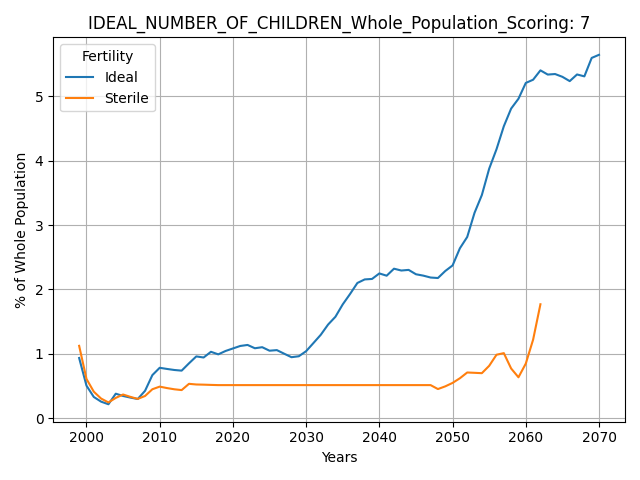 IDEAL_NUMBER_OF_CHILDREN_Whole_Population_Scoring: 7
Fertility
Ideal
Sterile
% of Whole Population
5
4
3
2
1
0
2000 2010 2020 2030 2040 2050 2060 2070
Years